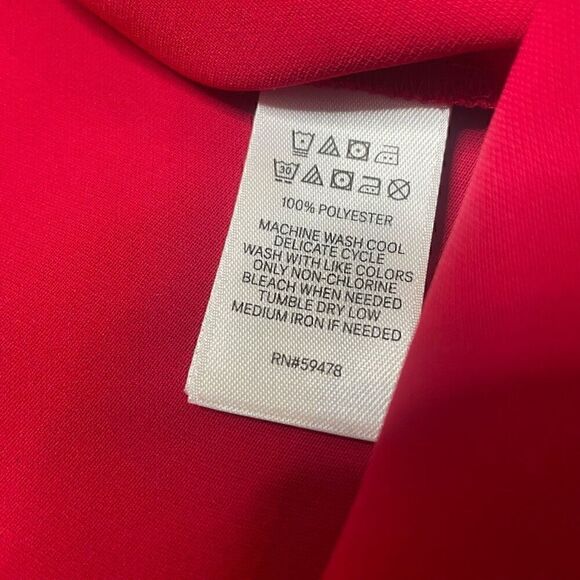 30
100% POLYESTER
MACHINE WASH COOL
DELICATE CYCLE
WASH WITH LIKE COLORS
ONLY NON-CHLORINE
BLEACH WHEN NEEDED
TUMBLE DRY LOW
MEDIUM IRON IF NEEDED
RN#59478